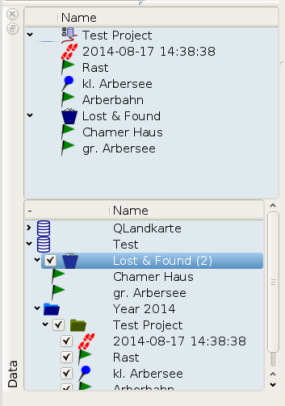 Name
Test Project
2014-08-17 14:38:38
Rast
kl. Arbersee
Arberbahn
Lost & Found
Chamer Haus
gr. Arbersee
- Name
QLandkarte
Test
Lost & Found (2)
Chamer Haus
gr. Arbersee
Year 2014
Test Project
2014-08-17 14:38:38
Rast
kl. Arbersee
Arberbahn
Data